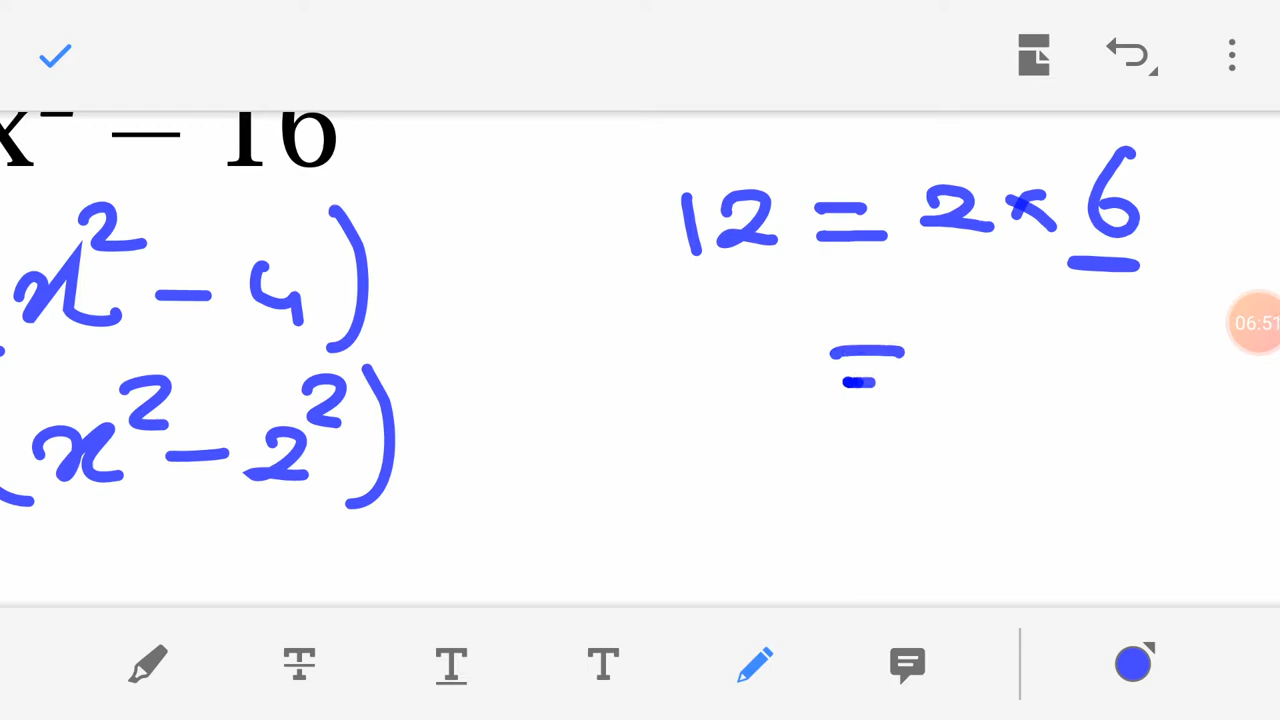 x² − 16
x² − 4)
(x² − 2²)
12 = 2 × 6
=
06:51
T T T